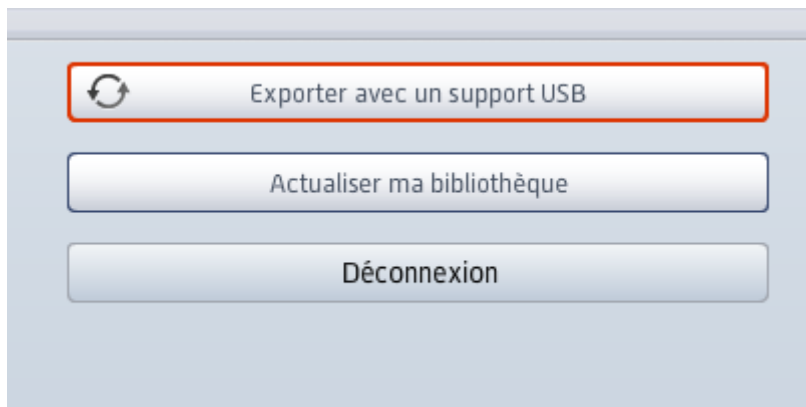 Exporter avec un support USB
Actualiser ma bibliothèque
Déconnexion